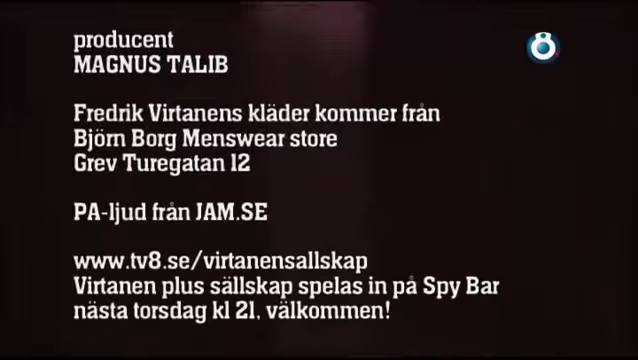 producent
MAGNUS TALIB
Fredrik Virtanens kläder kommer från
Björn Borg Menswear store
Grev Turegatan 12
PA-ljud från JAM.SE
www.tv8.se/virtanensallskap
Virtanen plus sällskap spelas in på Spy Bar
nästa torsdag kl 21, välkommen!
8